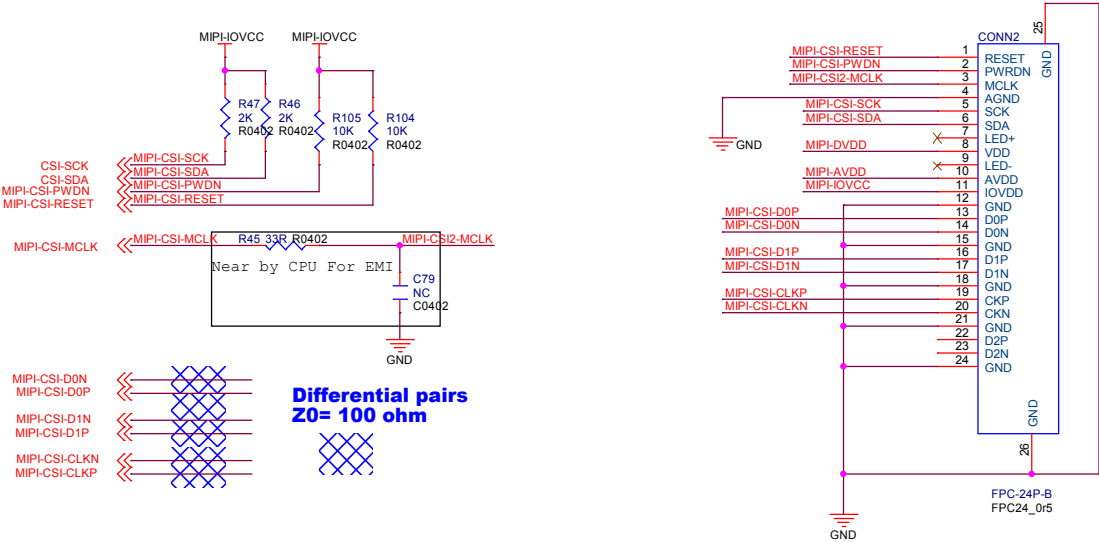 MIPI-IOVCC
MIPI-IOVCC
R47
2K
R0402
R46
2K
R0402
R105
10K
R0402
R104
10K
R0402
CSI-SCK
MIPI-CSI-SCK
CSI-SDA
MIPI-CSI-SDA
MIPI-CSI-PWDN
MIPI-CSI-PWDN
MIPI-CSI-RESET
MIPI-CSI-RESET
MIPI-CSI-MCLK
MIPI-CSI-MCLK
R45 33R R0402
MIPI-CSI2-MCLK
Near by CPU For EMI
C79
NC
C0402
GND
MIPI-CSI-D0N
MIPI-CSI-D0P
MIPI-CSI-D1N
MIPI-CSI-D1P
MIPI-CSI-CLKN
MIPI-CSI-CLKP
Differential pairs
Z0= 100 ohm
CONN2
25
GND
MIPI-CSI-RESET 1 RESET
MIPI-CSI-PWDN 2 PWRDN
MIPI-CSI2-MCLK 3 MCLK
4 AGND
GND
MIPI-CSI-SCK 5 SCK
MIPI-CSI-SDA 6 SDA
7 LED+
MIPI-DVDD 8 VDD
9 LED-
MIPI-AVDD 10 AVDD
MIPI-IOVCC 11 IOVDD
12 GND
MIPI-CSI-D0P 13 D0P
MIPI-CSI-D0N 14 D0N
15 GND
MIPI-CSI-D1P 16 D1P
MIPI-CSI-D1N 17 D1N
18 GND
MIPI-CSI-CLKP 19 CKP
MIPI-CSI-CLKN 20 CKN
21 GND
22 D2P
23 D2N
24 GND
GND
26
FPC-24P-B
FPC24_0r5
GND